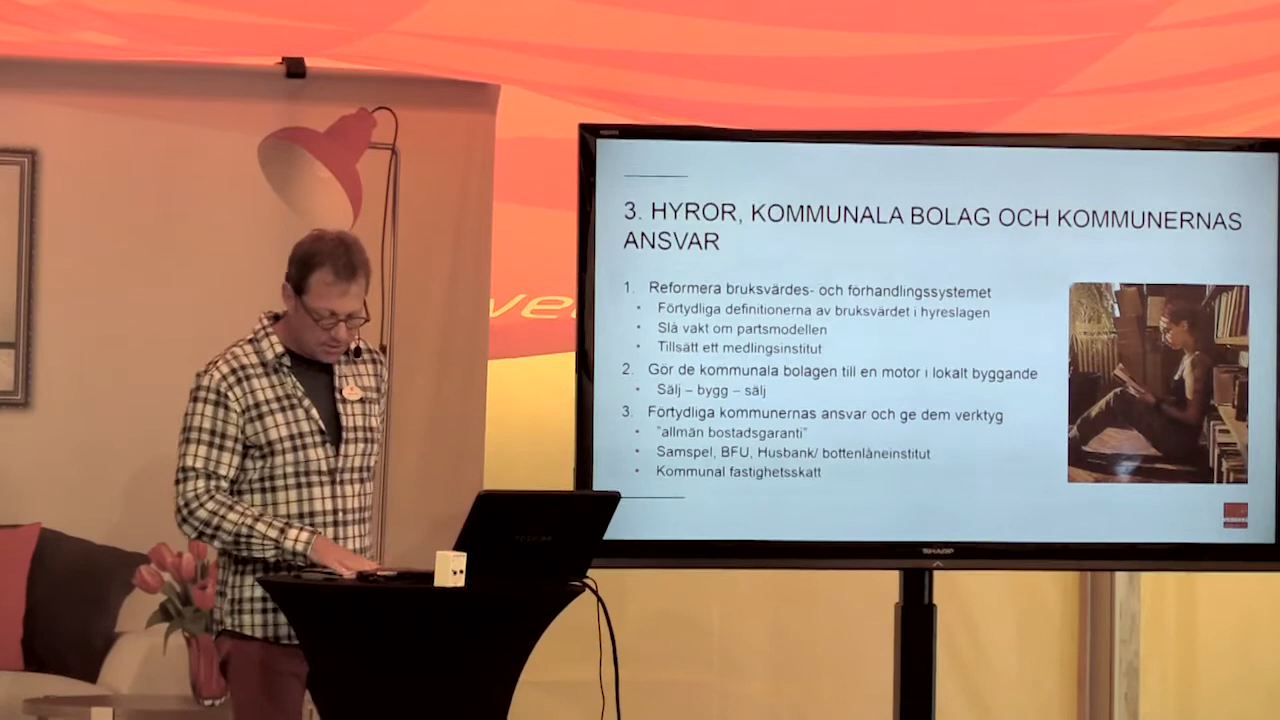 3. HYROR, KOMMUNALA BOLAG OCH KOMMUNERNAS
ANSVAR
1. Reformera bruksvärdes- och förhandlingssystemet
• Förtydliga definitionerna av bruksvärdet i hyreslagen
• Slå vakt om partsmodellen
• Tillsätt ett medlingsinstitut
2. Gör de kommunala bolagen till en motor i lokalt byggande
• Sälj – bygg – sälj
3. Förtydliga kommunernas ansvar och ge dem verktyg
• "allmän bostadsgaranti"
• Samspel, BFU, Husbank/ bottenlåneinstitut
• Kommunal fastighetsskatt
SHARP
TOSHIBA